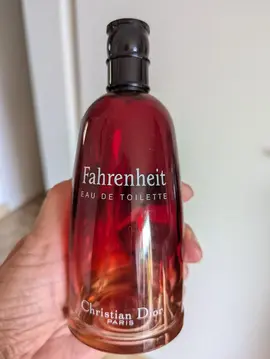 Fahrenheit
EAU DE TOILETTE
Christian Dior
PARIS